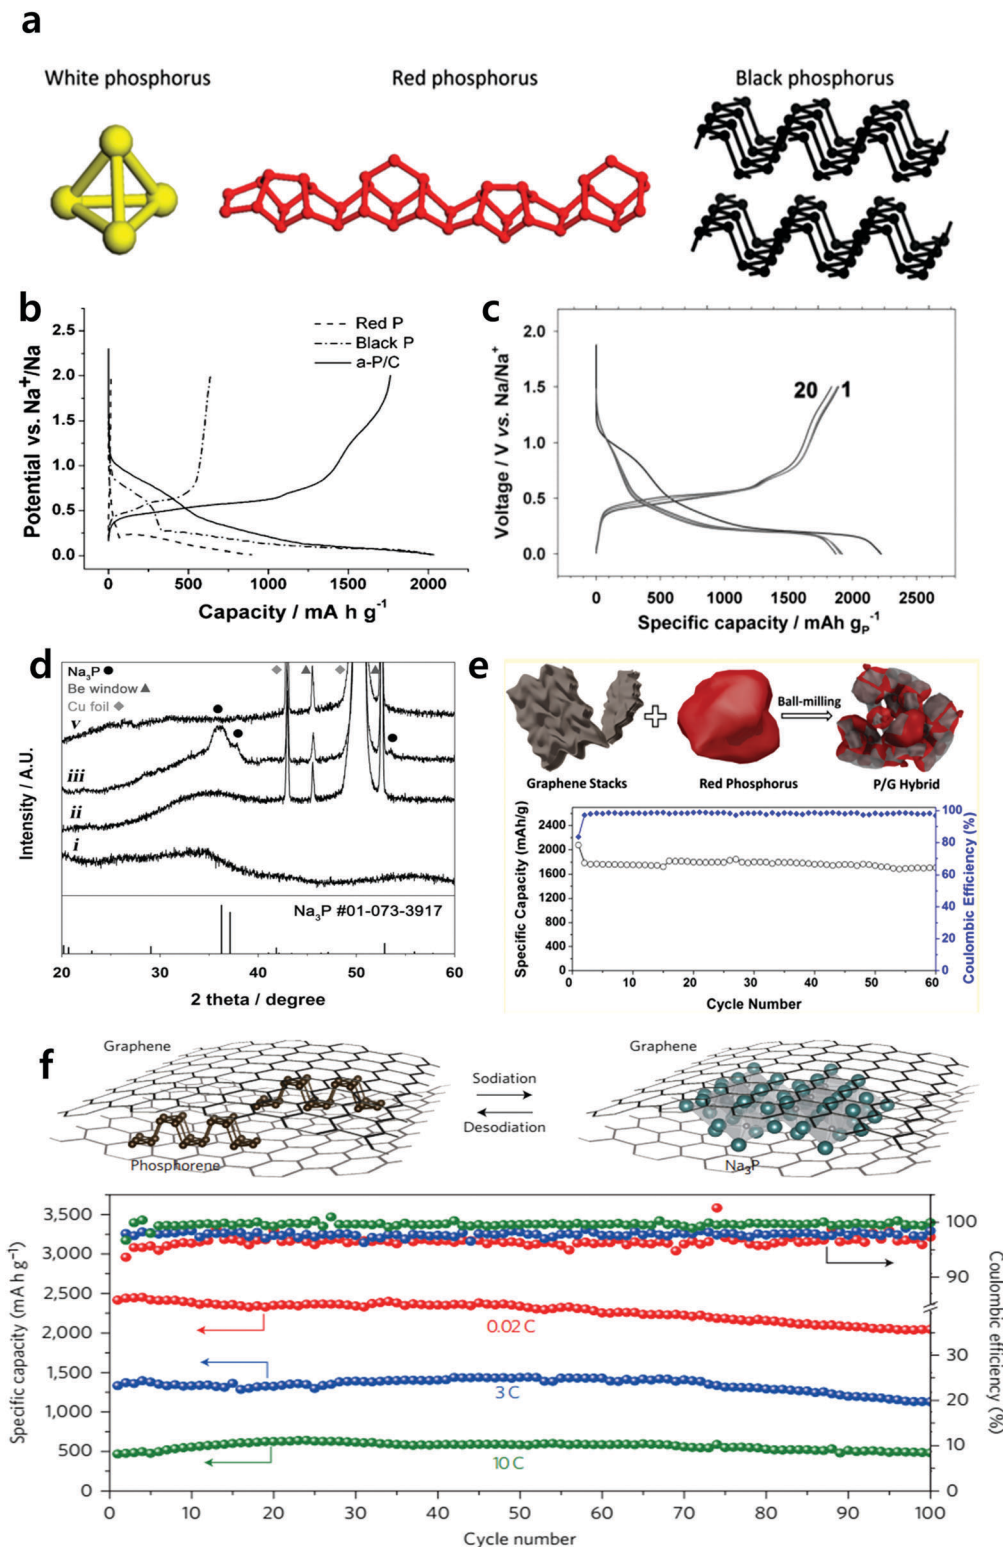 a
White phosphorus
Red phosphorus
Black phosphorus
b
Potential vs. Na⁺/Na
2.5
2.0
1.5
1.0
0.5
0.0
Red P
Black P
a-P/C
0 500 1000 1500 2000
Capacity / mA h g⁻¹
c
Voltage / V vs. Na/Na⁺
2.0
1.5
1.0
0.5
0.0
20 1
0 500 1000 1500 2000 2500
Specific capacity / mAh gₚ⁻¹
d
Na₃P
Be window
Cu foil
Intensity / A.U.
v
iii
ii
i
Na₃P #01-073-3917
20 30 40 50 60
2 theta / degree
e
Ball-milling
Graphene Stacks
Red Phosphorus
P/G Hybrid
Specific Capacity (mAh/g)
2400
2000
1600
1200
800
400
0
100
80
60
40
20
0
Coulombic Efficiency (%)
0 10 20 30 40 50 60
Cycle Number
f
Graphene
Phosphorene
Sodiation
Desodiation
Graphene
Na₃P
Specific capacity (mA h g⁻¹)
3,500
3,000
2,500
2,000
1,500
1,000
500
0
0.02 C
3 C
10 C
100
90
30
20
10
0
Coulombic efficiency (%)
0 10 20 30 40 50 60 70 80 90 100
Cycle number